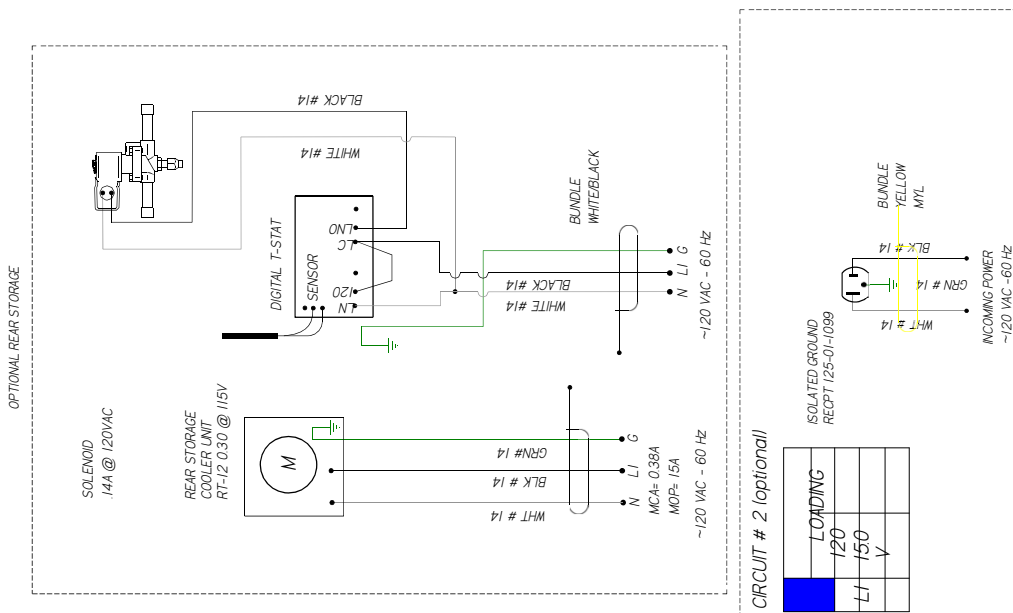 OPTIONAL REAR STORAGE
BLACK #14
WHITE #14
DIGITAL T-STAT
SENSOR
LNO
LC
120
LN
BUNDLE
WHITE/BLACK
BLACK #14
WHITE #14
G
L1
N
~120 VAC - 60 Hz
SOLENOID
.14A @ 120VAC
REAR STORAGE
COOLER UNIT
RT-12 0.30 @ 115V
M
GRN# 14
BLK # 14
WHT # 14
G
L1
N
MCA= 0.38A
MOP= 15A
~120 VAC - 60 Hz
BUNDLE
YELLOW
MYL
BLK # 14
GRN # 14
WHT # 14
INCOMING POWER
~120 VAC -60 Hz
ISOLATED GROUND
RECPT 125-01-1099
CIRCUIT # 2 (optional)
LOADING
120
L1 15.0
V